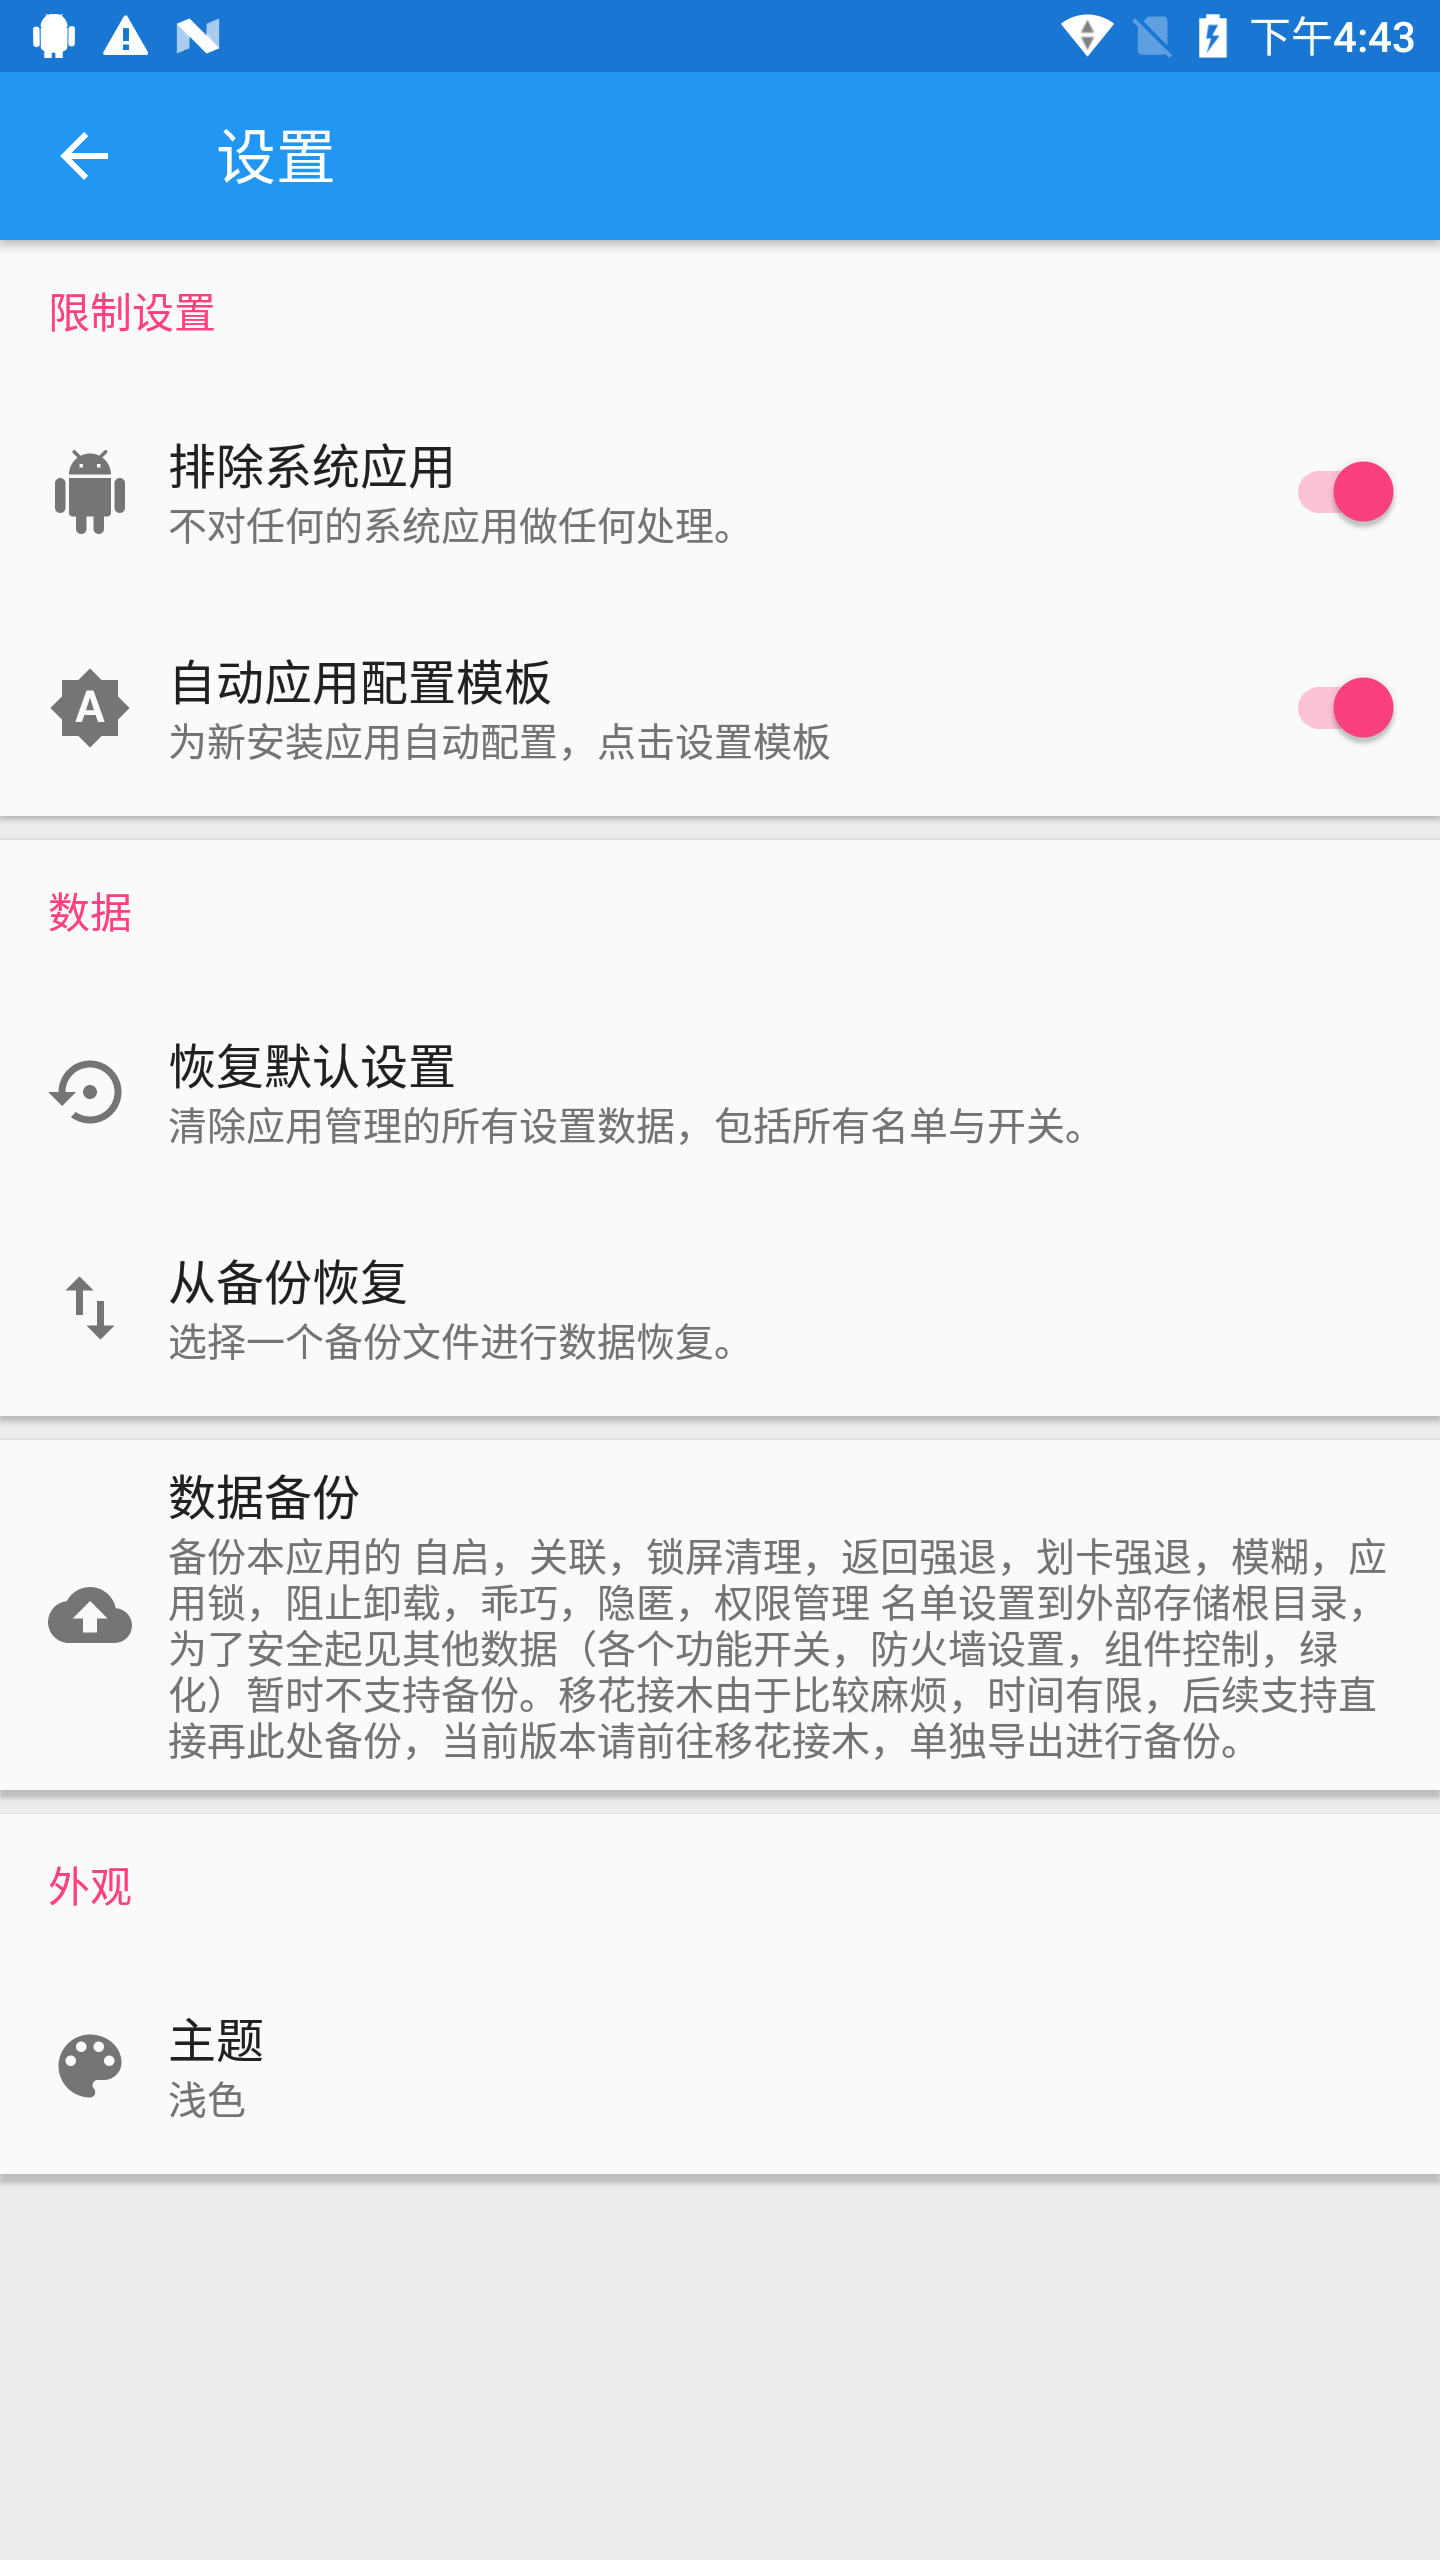 下午4:43
设置
限制设置
排除系统应用
不对任何的系统应用做任何处理。
自动应用配置模板
A
为新安装应用自动配置，点击设置模板
数据
恢复默认设置
清除应用管理的所有设置数据，包括所有名单与开关。
从备份恢复
选择一个备份文件进行数据恢复。
数据备份
备份本应用的 自启，关联，锁屏清理，返回强退，划卡强退，模糊，应
用锁，阻止卸载，乖巧，隐匿，权限管理 名单设置到外部存储根目录，
为了安全起见其他数据（各个功能开关，防火墙设置，组件控制，绿
化）暂时不支持备份。移花接木由于比较麻烦，时间有限，后续支持直
接再此处备份，当前版本请前往移花接木，单独导出进行备份。
外观
主题
浅色